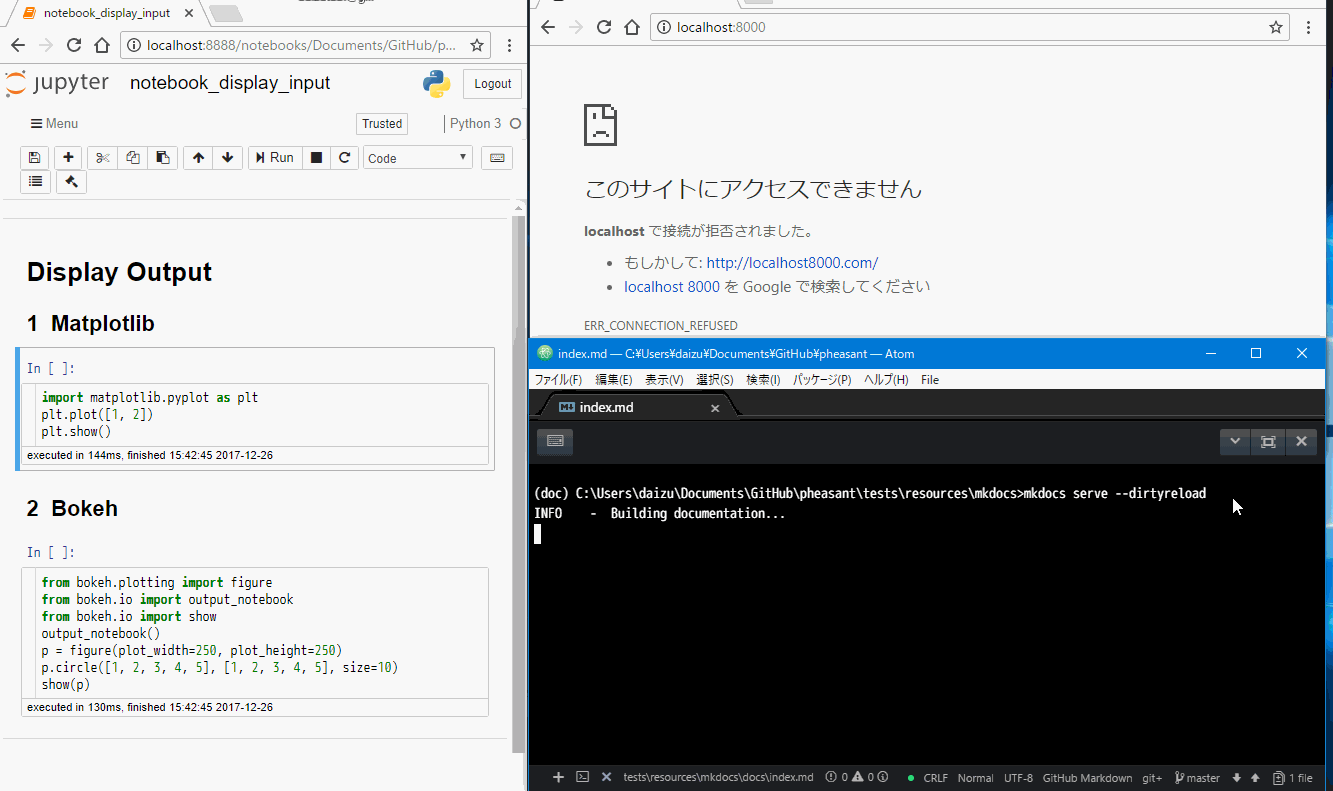 notebook_display_input
localhost:8888/notebooks/Documents/GitHub/p...
jupyter notebook_display_input
Logout
Menu
Trusted
Python 3
Run
Code
Display Output
1 Matplotlib
In [ ]:
import matplotlib.pyplot as plt
plt.plot([1, 2])
plt.show()
executed in 144ms, finished 15:42:45 2017-12-26
2 Bokeh
In [ ]:
from bokeh.plotting import figure
from bokeh.io import output_notebook
from bokeh.io import show
output_notebook()
p = figure(plot_width=250, plot_height=250)
p.circle([1, 2, 3, 4, 5], [1, 2, 3, 4, 5], size=10)
show(p)
executed in 130ms, finished 15:42:45 2017-12-26
localhost:8000
このサイトにアクセスできません
localhost で接続が拒否されました。
もしかして: http://localhost8000.com/
localhost 8000 を Google で検索してください
ERR_CONNECTION_REFUSED
index.md — C:¥Users¥daizu¥Documents¥GitHub¥pheasant — Atom
ファイル(F) 編集(E) 表示(V) 選択(S) 検索(I) パッケージ(P) ヘルプ(H) File
index.md
(doc) C:\Users\daizu\Documents\GitHub\pheasant\tests\resources\mkdocs>mkdocs serve --dirtyreload
INFO - Building documentation...
tests\resources\mkdocs\docs\index.md 0 0 CRLF Normal UTF-8 GitHub Markdown git+ master 1 file